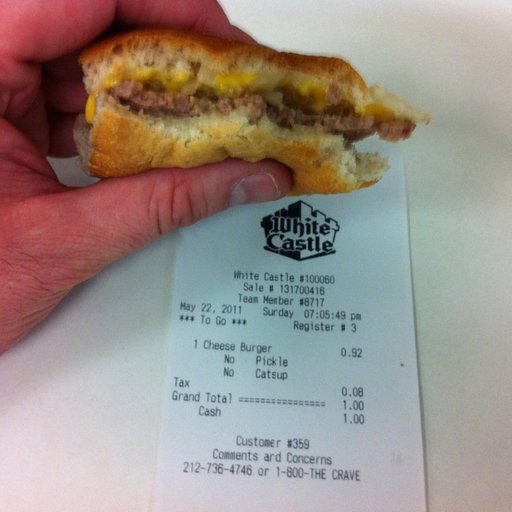 White
Castle
White Castle #100060
Sale # 131700416
Team Member #8717
May 22, 2011 Sunday 07:05:49 pm
*** To Go *** Register # 3
1 Cheese Burger 0.92
No Pickle
No Catsup
Tax 0.08
Grand Total ================ 1.00
Cash 1.00
Customer #359
Comments and Concerns
212-736-4746 or 1-800-THE CRAVE